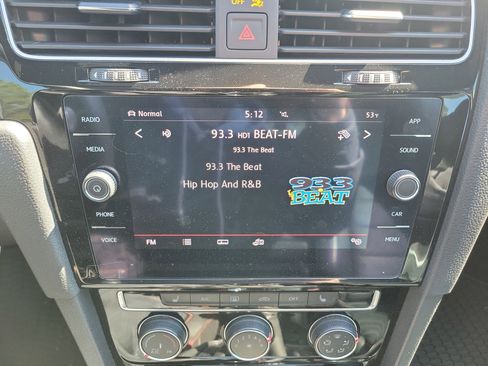 OFF
Normal 5:12 53°F
RADIO
MEDIA
PHONE
VOICE
93.3 HD1 BEAT-FM
93.3 The Beat
93.3 The Beat
Hip Hop And R&B
93.3
BEAT
FM
APP
SOUND
CAR
MENU
A/C OFF